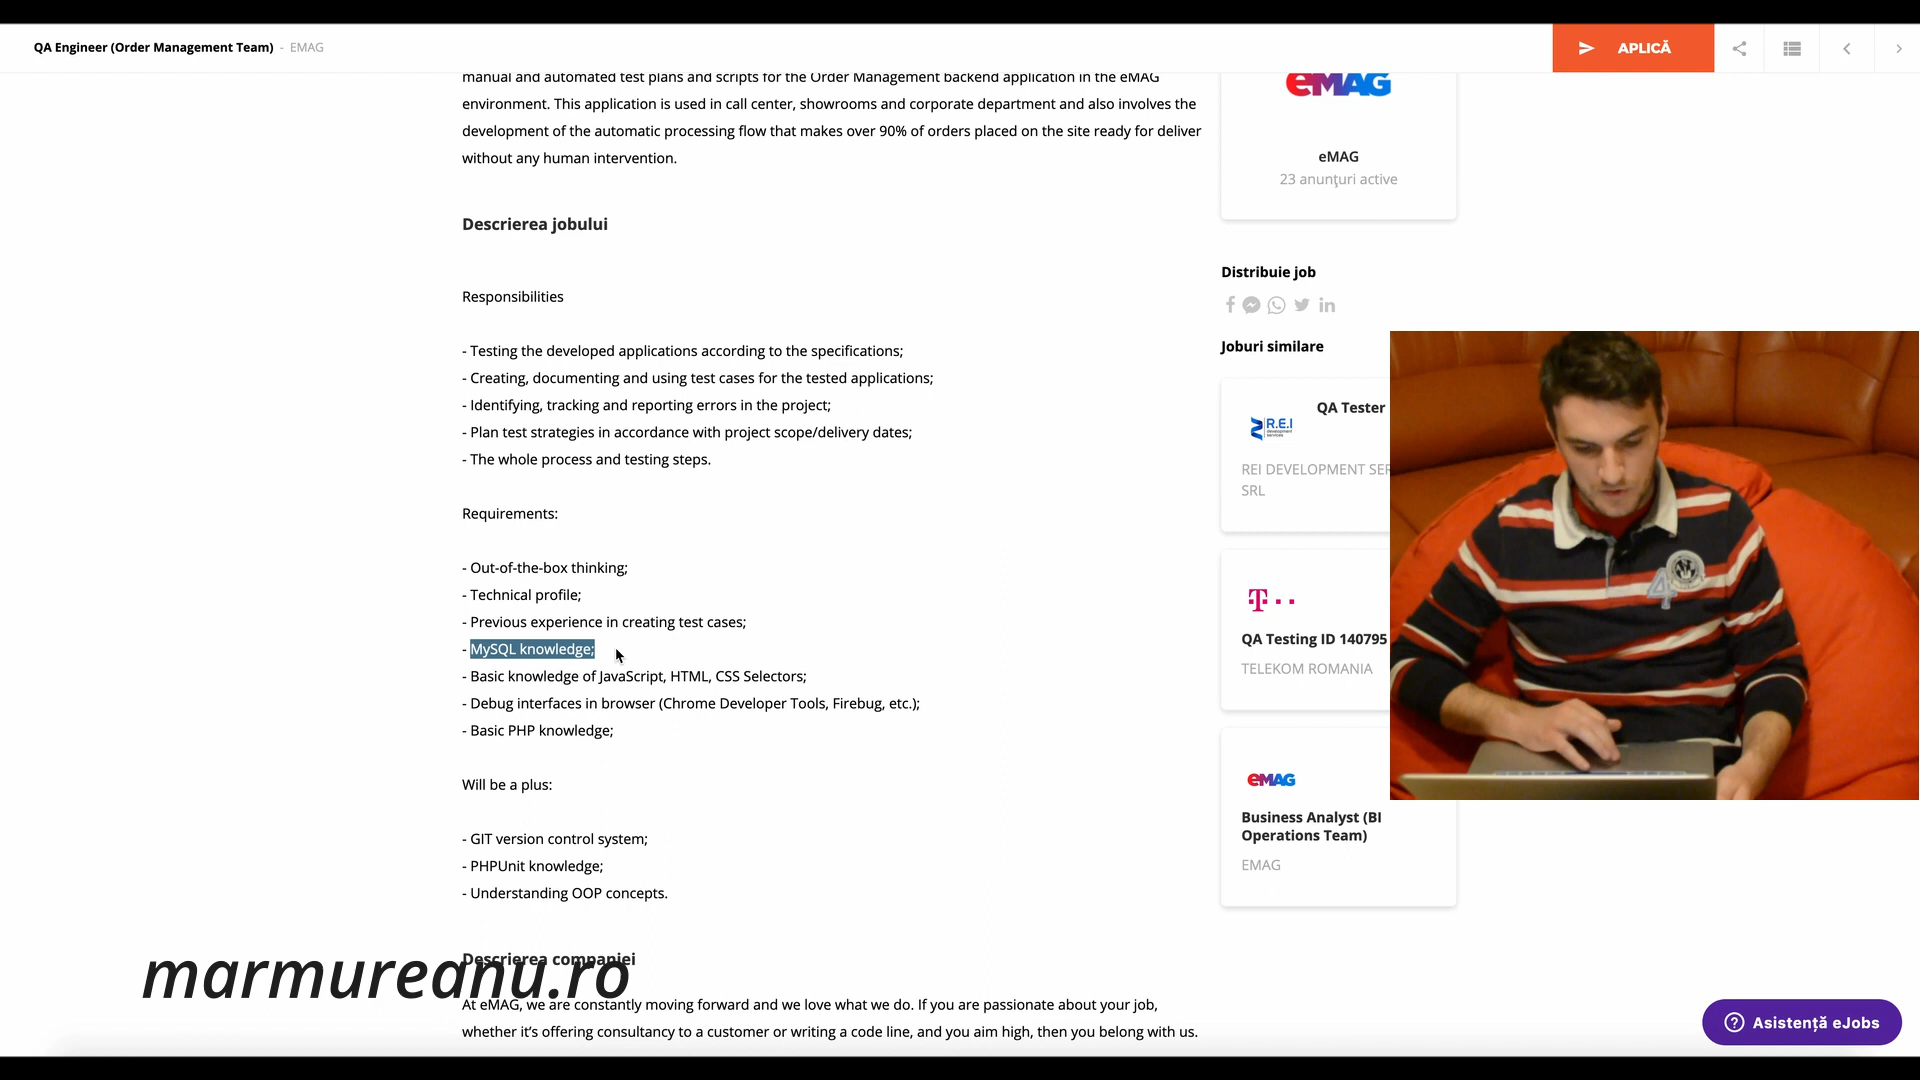 QA Engineer (Order Management Team) - EMAG
APLICĂ
manual and automated test plans and scripts for the Order Management backend application in the eMAG
environment. This application is used in call center, showrooms and corporate department and also involves the
development of the automatic processing flow that makes over 90% of orders placed on the site ready for deliver
without any human intervention.
Descrierea jobului
Responsibilities
- Testing the developed applications according to the specifications;
- Creating, documenting and using test cases for the tested applications;
- Identifying, tracking and reporting errors in the project;
- Plan test strategies in accordance with project scope/delivery dates;
- The whole process and testing steps.
Requirements:
- Out-of-the-box thinking;
- Technical profile;
- Previous experience in creating test cases;
- MySQL knowledge;
- Basic knowledge of JavaScript, HTML, CSS Selectors;
- Debug interfaces in browser (Chrome Developer Tools, Firebug, etc.);
- Basic PHP knowledge;
Will be a plus:
- GIT version control system;
- PHPUnit knowledge;
- Understanding OOP concepts.
Descrierea companiei
marmureanu.ro
At eMAG, we are constantly moving forward and we love what we do. If you are passionate about your job,
whether it’s offering consultancy to a customer or writing a code line, and you aim high, then you belong with us.
eMAG
eMAG
23 anunţuri active
Distribuie job
Joburi similare
R.E.I
QA Tester
REI DEVELOPMENT SER
SRL
T
QA Testing ID 140795
TELEKOM ROMANIA
eMAG
Business Analyst (BI
Operations Team)
EMAG
4
Asistență eJobs